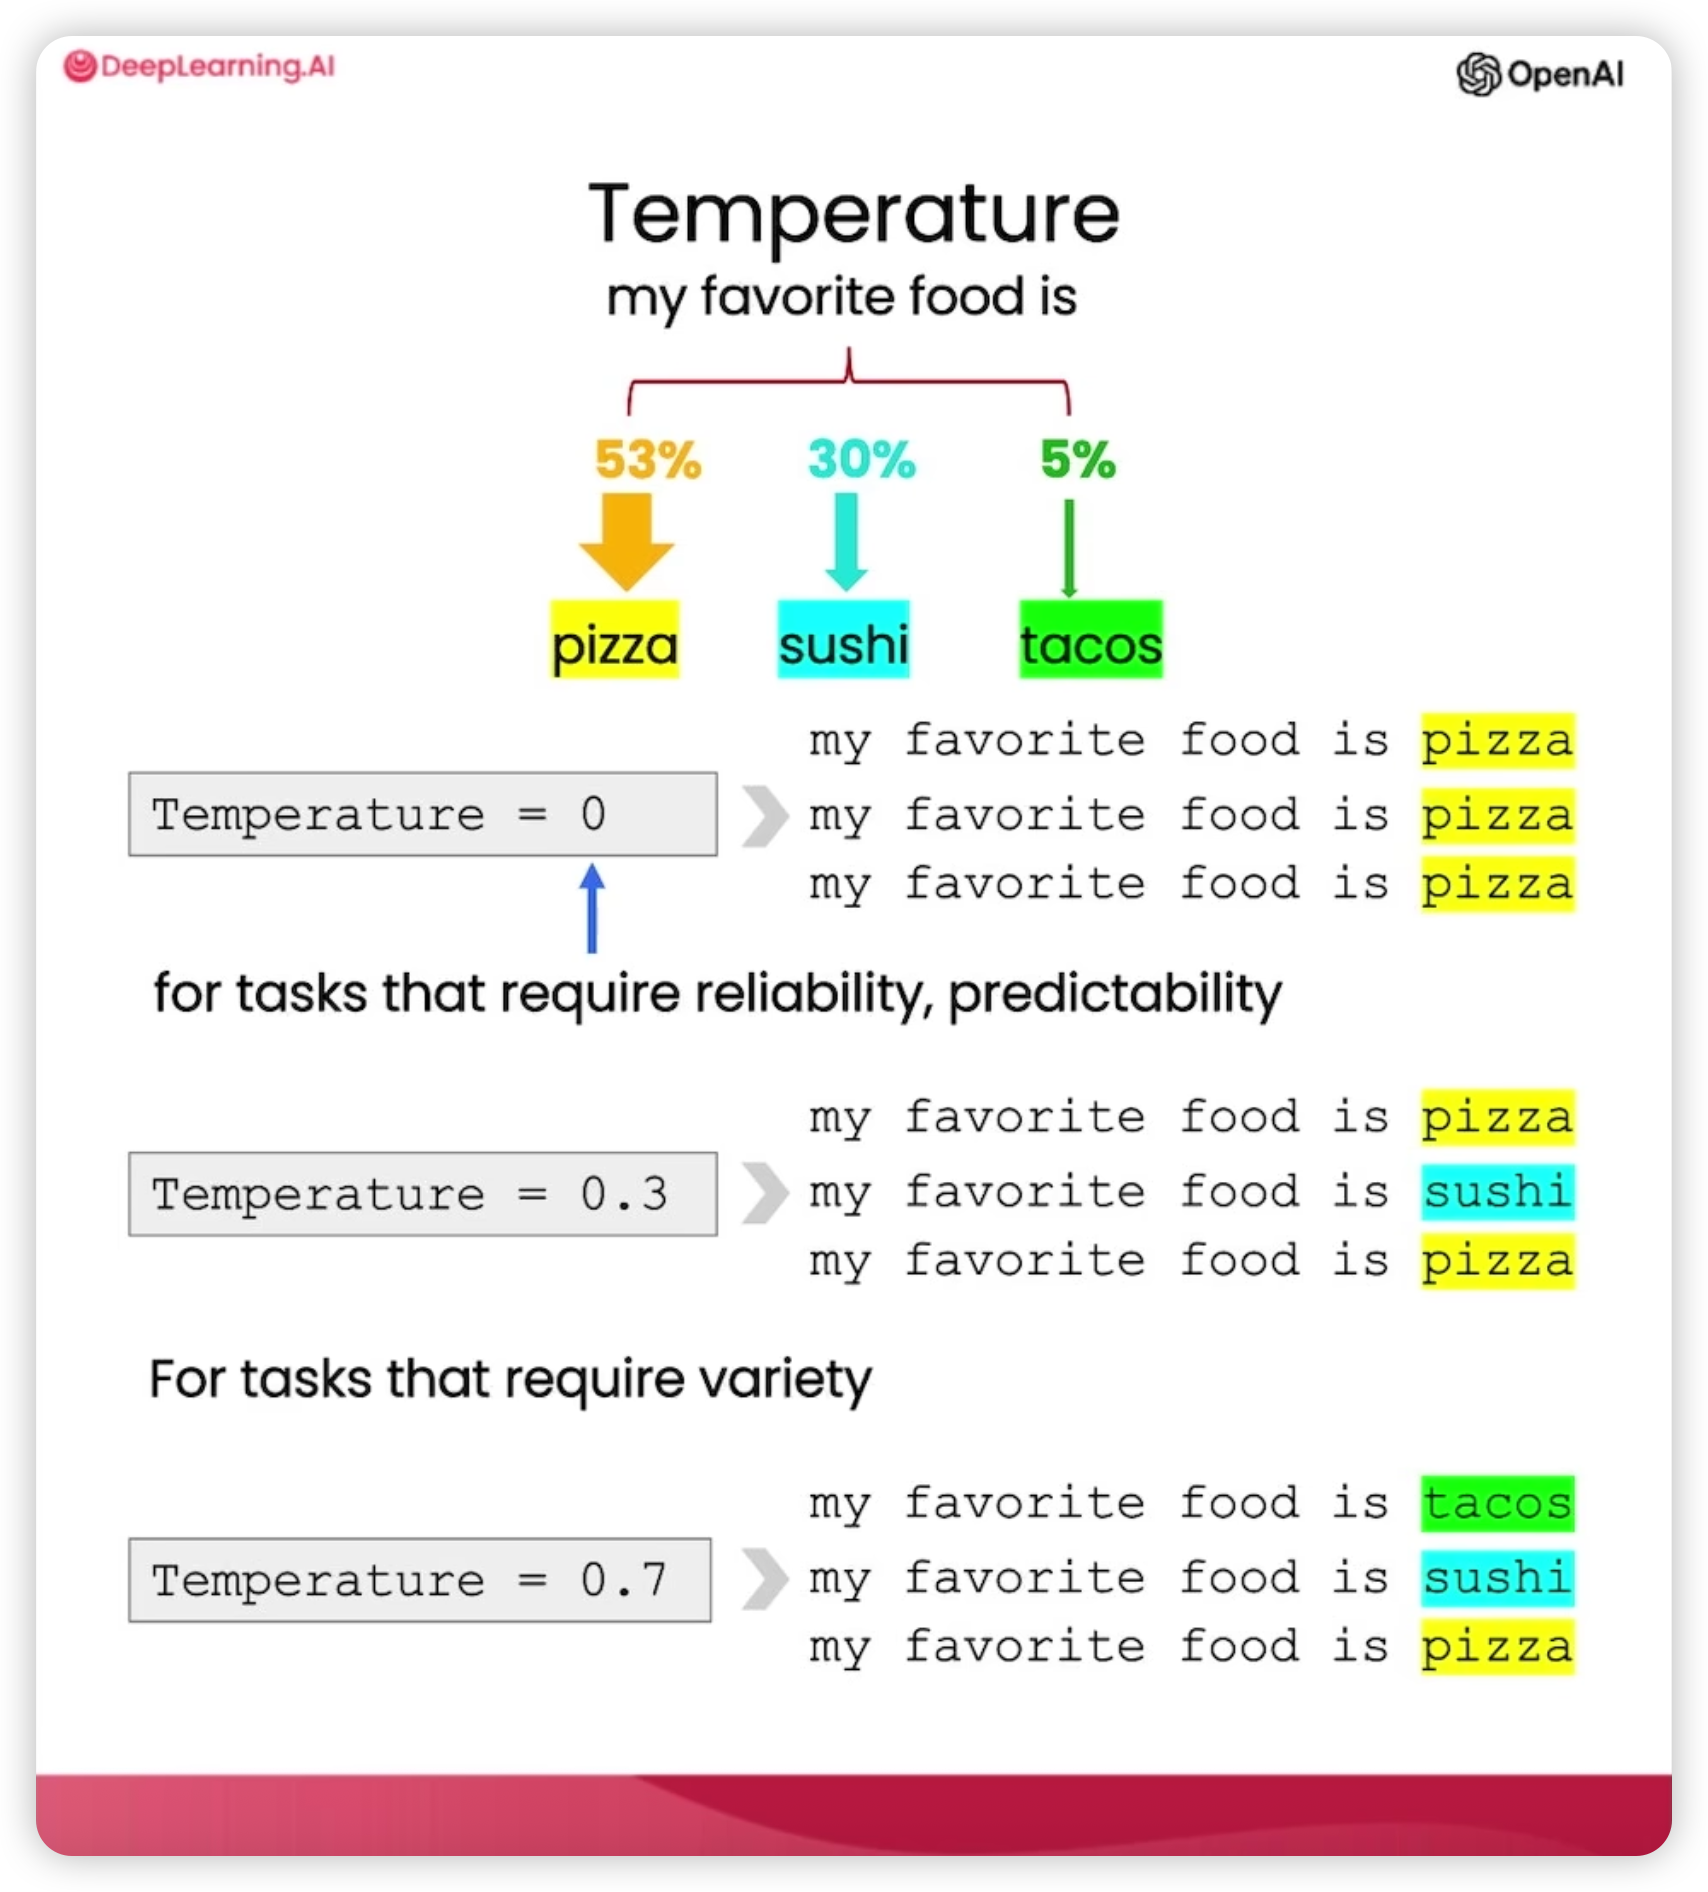 DeepLearning.AI
OpenAI
Temperature
my favorite food is
53% 30% 5%
pizza sushi tacos
my favorite food is pizza
Temperature = 0
my favorite food is pizza
my favorite food is pizza
for tasks that require reliability, predictability
my favorite food is pizza
Temperature = 0.3
my favorite food is sushi
my favorite food is pizza
For tasks that require variety
my favorite food is tacos
Temperature = 0.7
my favorite food is sushi
my favorite food is pizza